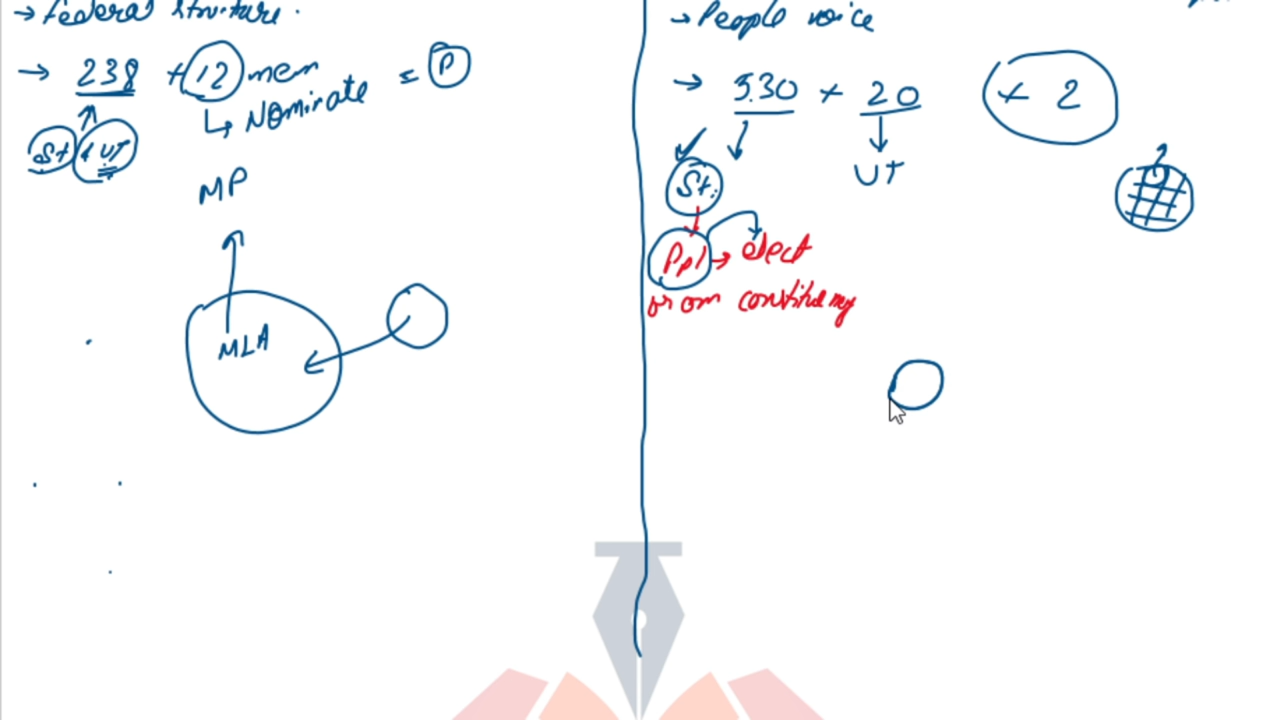 → Federal structure.
→ 238 + 12 mem = P
↳ Nominate
St & UT
MP
MLA
→ People voice
→ 530 + 20 + 2
St. UT
Ppl → elect
from constituency